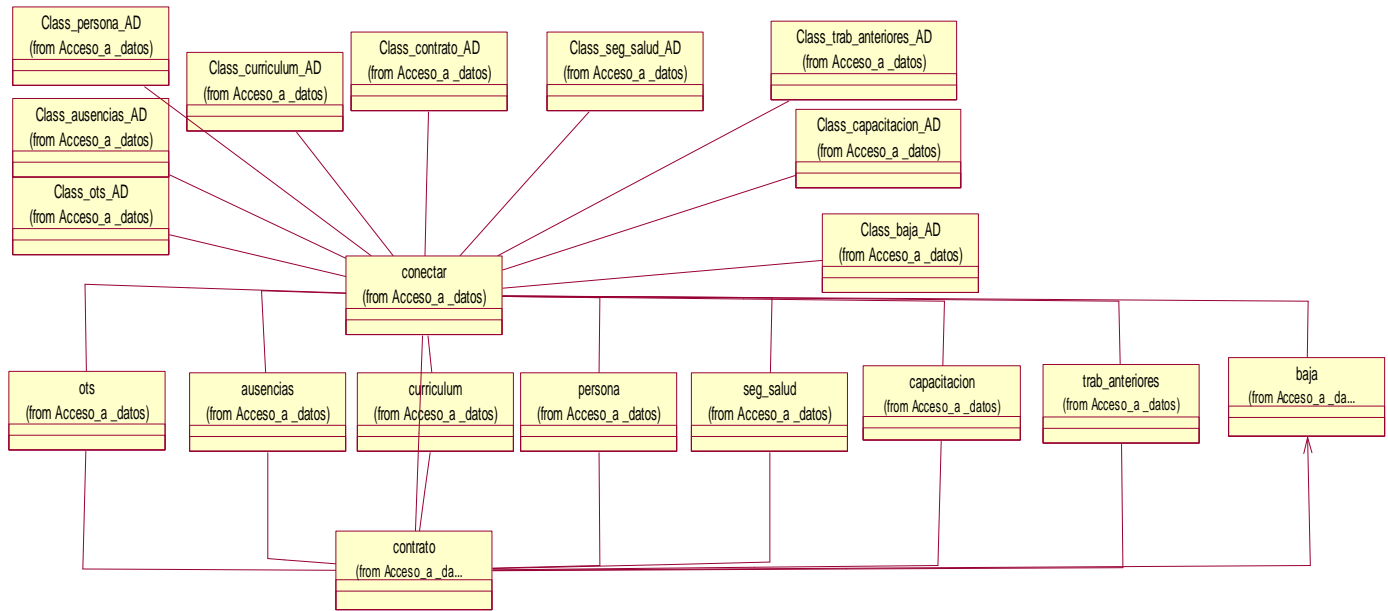 Class_persona_AD
(from Acceso_a _datos)
Class_curriculum_AD
(from Acceso_a _datos)
Class_contrato_AD
(from Acceso_a _datos)
Class_seg_salud_AD
(from Acceso_a _datos)
Class_trab_anteriores_AD
(from Acceso_a _datos)
Class_ausencias_AD
(from Acceso_a _datos)
Class_capacitacion_AD
(from Acceso_a _datos)
Class_ots_AD
(from Acceso_a _datos)
Class_baja_AD
(from Acceso_a _datos)
conectar
(from Acceso_a _datos)
ots
(from Acceso_a _datos)
ausencias
(from Acceso_a _datos)
curriculum
(from Acceso_a _datos)
persona
(from Acceso_a _datos)
seg_salud
(from Acceso_a _datos)
capacitacion
(from Acceso_a _datos)
trab_anteriores
(from Acceso_a _datos)
baja
(from Acceso_a _da...
contrato
(from Acceso_a _da...